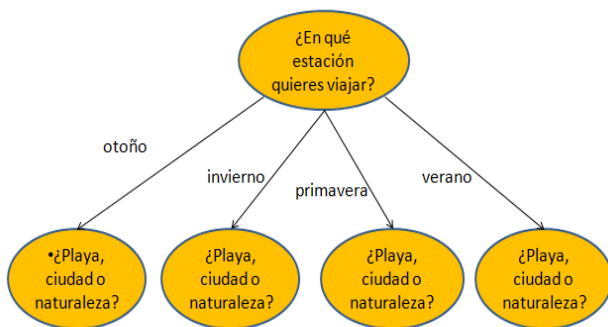 ¿En qué
estación
quieres viajar?
otoño
invierno
primavera
verano
•¿Playa,
ciudad o
naturaleza?
¿Playa,
ciudad o
naturaleza?
¿Playa,
ciudad o
naturaleza?
¿Playa,
ciudad o
naturaleza?